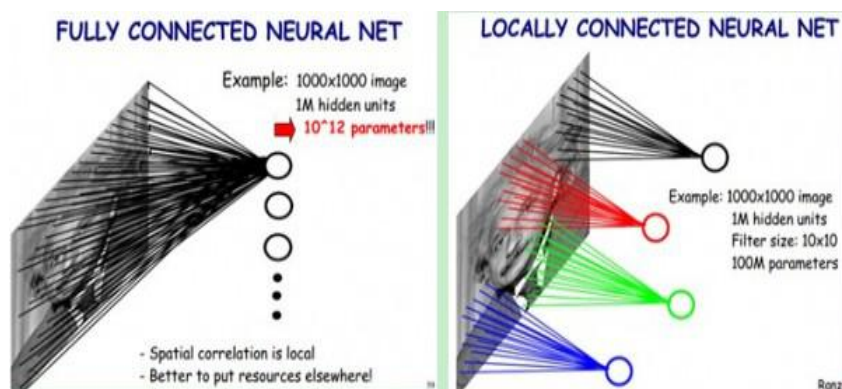 FULLY CONNECTED NEURAL NET
Example: 1000x1000 image
1M hidden units
10^12 parameters!!!
- Spatial correlation is local
- Better to put resources elsewhere!
LOCALLY CONNECTED NEURAL NET
Example: 1000x1000 image
1M hidden units
Filter size: 10x10
100M parameters
Ranz